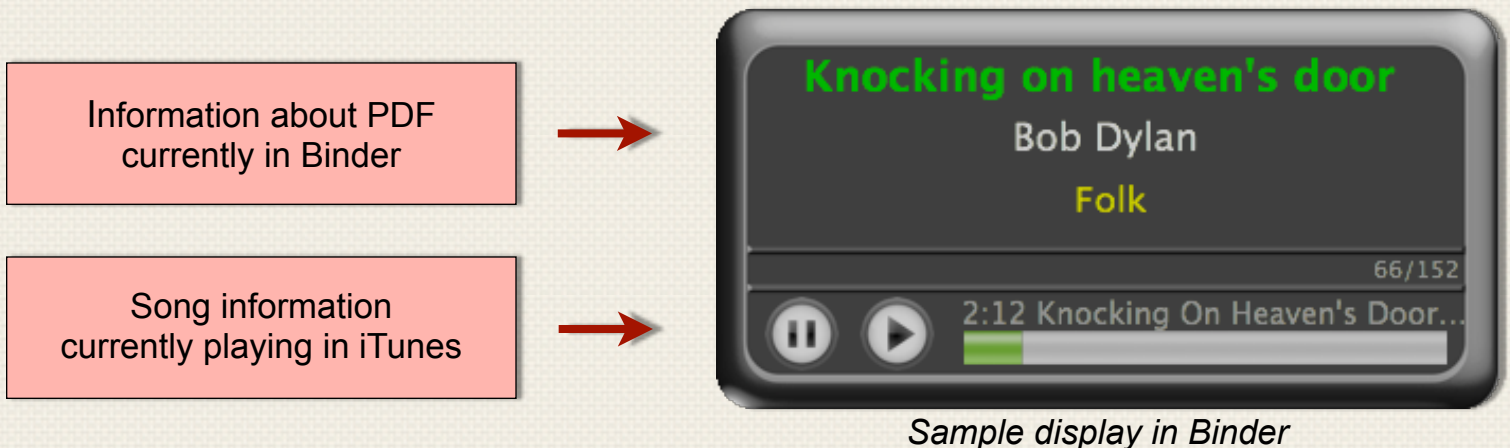 Information about PDF
currently in Binder
Song information
currently playing in iTunes
Knocking on heaven's door
Bob Dylan
Folk
66/152
2:12 Knocking On Heaven's Door...
Sample display in Binder